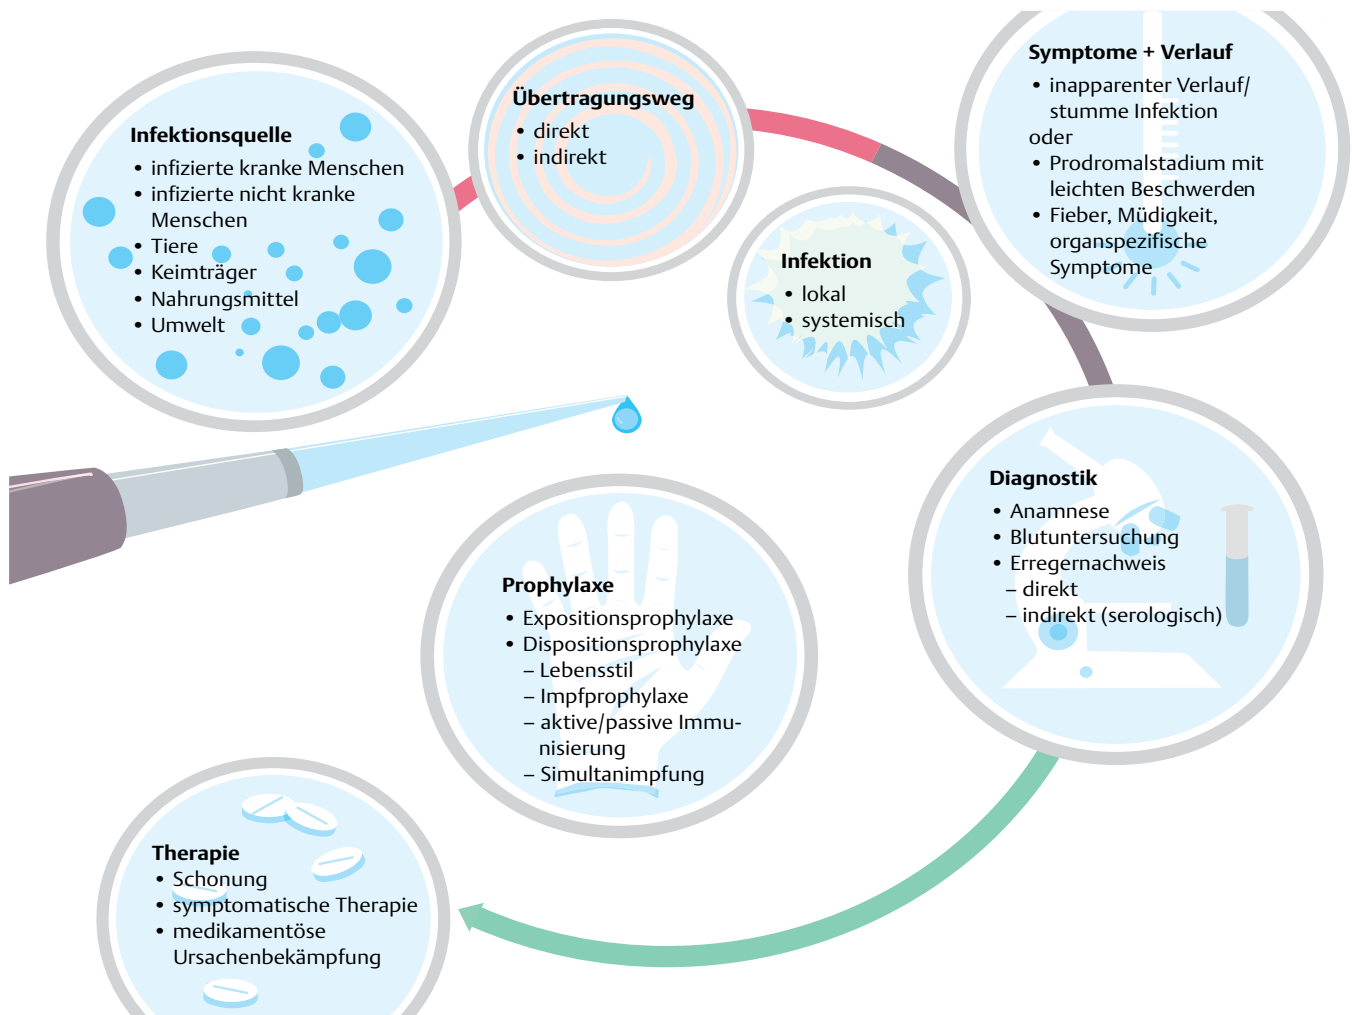 Infektionsquelle
• infizierte kranke Menschen
• infizierte nicht kranke
Menschen
• Tiere
• Keimträger
• Nahrungsmittel
• Umwelt
Übertragungsweg
• direkt
• indirekt
Infektion
• lokal
• systemisch
Symptome + Verlauf
• inapparenter Verlauf/
stumme Infektion
oder
• Prodromalstadium mit
leichten Beschwerden
• Fieber, Müdigkeit,
organspezifische
Symptome
Diagnostik
• Anamnese
• Blutuntersuchung
• Erregernachweis
– direkt
– indirekt (serologisch)
Prophylaxe
• Expositionsprophylaxe
• Dispositionsprophylaxe
– Lebensstil
– Impfprophylaxe
– aktive/passive Immu-
nisierung
– Simultanimpfung
Therapie
• Schonung
• symptomatische Therapie
• medikamentöse
Ursachenbekämpfung